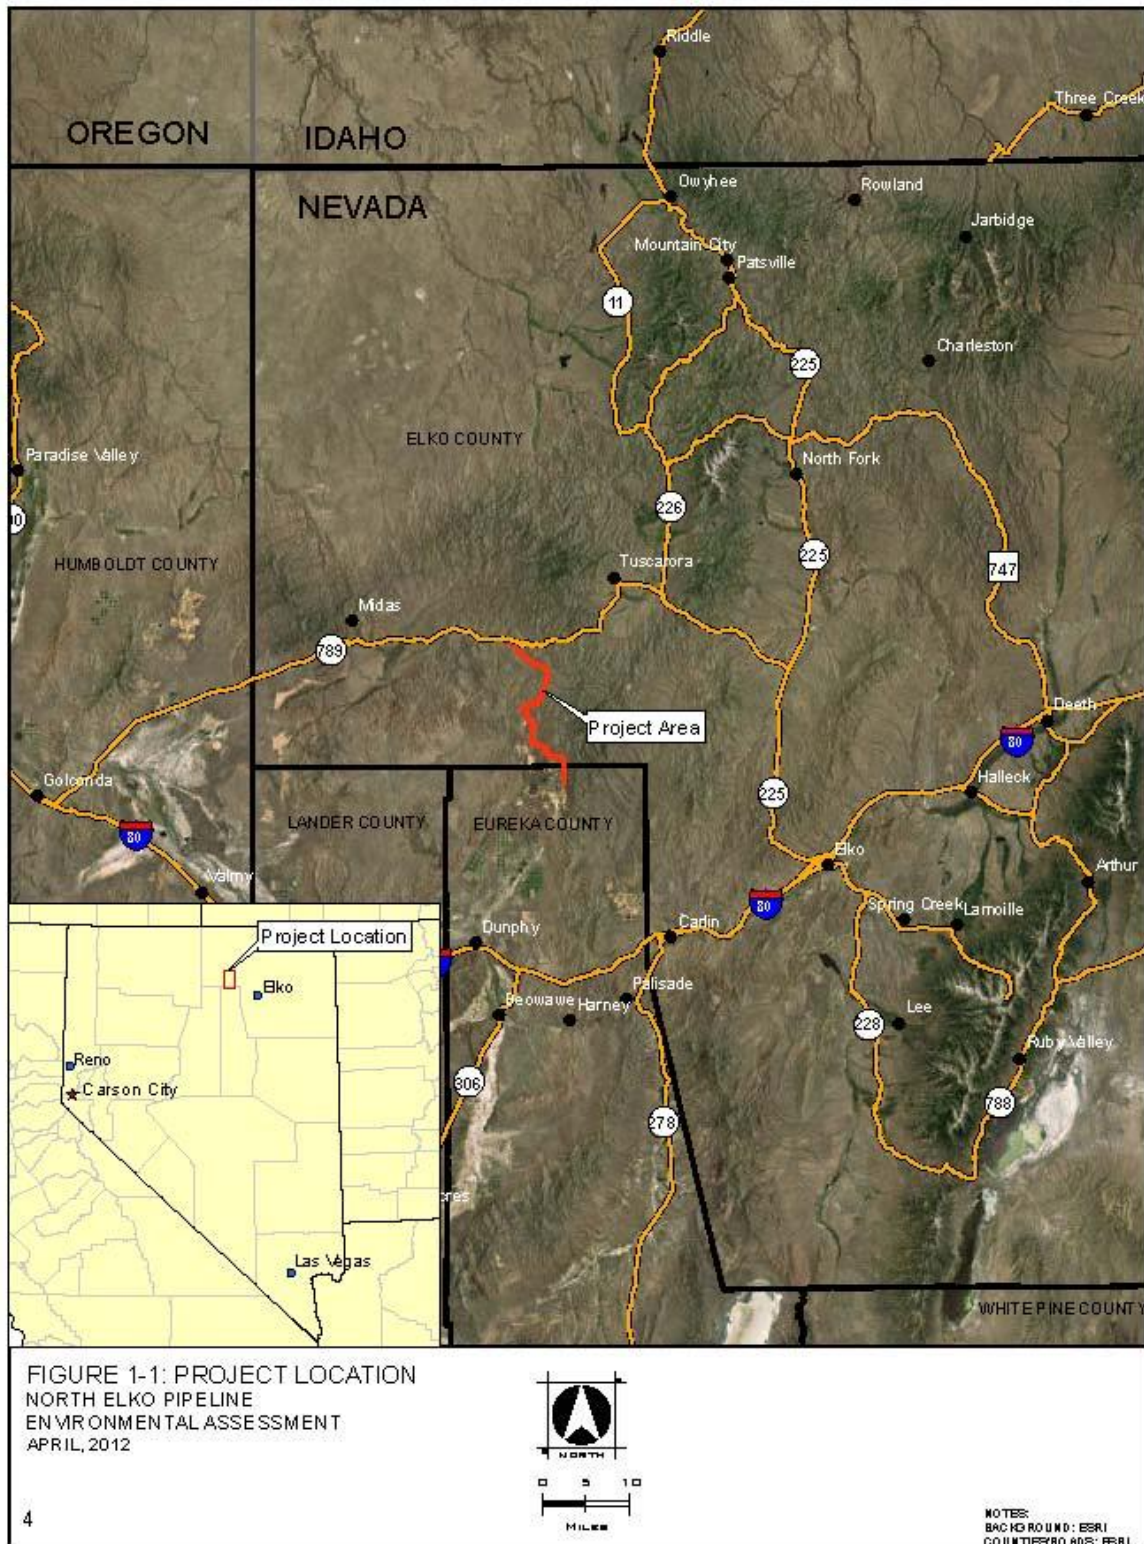 Riddle
Three Creek
OREGON
IDAHO
Owyhee
Rowland
NEVADA
Jarbidge
Mountain City
Patsville
11
225
Charleston
ELKO COUNTY
Paradise Valley
North Fork
226
225
HUMBOLDT COUNTY
Tuscarora
747
Midas
789
Deeth
Project Area
80
Golconda
Halleck
225
LANDER COUNTY
EUREKA COUNTY
80
Elko
Arthur
Valmy
80
Spring Creek
Lamoille
Carlin
Dunphy
Project Location
Elko
Palisade
Beowawe
Harney
Lee
228
Ruby Valley
Reno
Carson City
306
788
278
cres
Las Vegas
WHITE PINE COUNTY
FIGURE 1-1: PROJECT LOCATION
NORTH ELKO PIPELINE
ENVIRONMENTAL ASSESSMENT
APRIL, 2012
NORTH
0 5 10
MILES
4
NOTES:
BACKGROUND: ESRI
COUNTIES/ROADS: ESRI